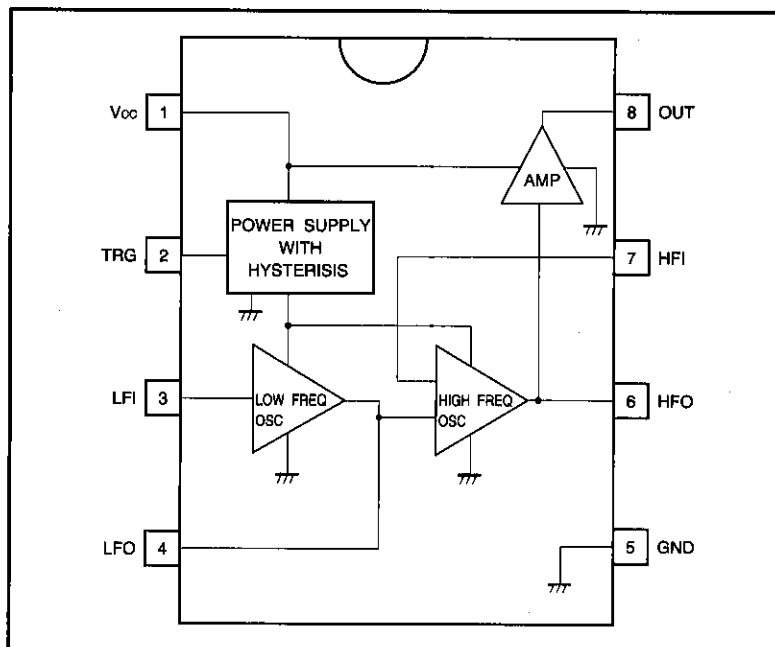 Vcc 1
8 OUT
AMP
POWER SUPPLY
WITH
HYSTERISIS
TRG 2
7 HFI
LFI 3
LOW FREQ
OSC
HIGH FREQ
OSC
6 HFO
LFO 4
5 GND